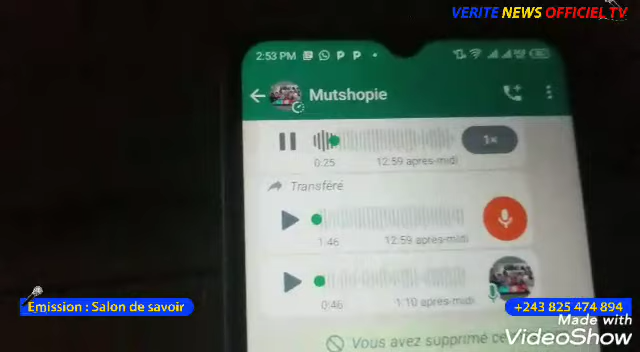 VERITE NEWS OFFICIEL TV
2:53 PM
Mutshopie
1×
0:25 12:59 après-midi
Transféré
1:46 12:59 après-midi
0:46 1:10 après-midi
Vous avez supprimé ce
Emission : Salon de savoir
+243 825 474 894
Made with
VideoShow